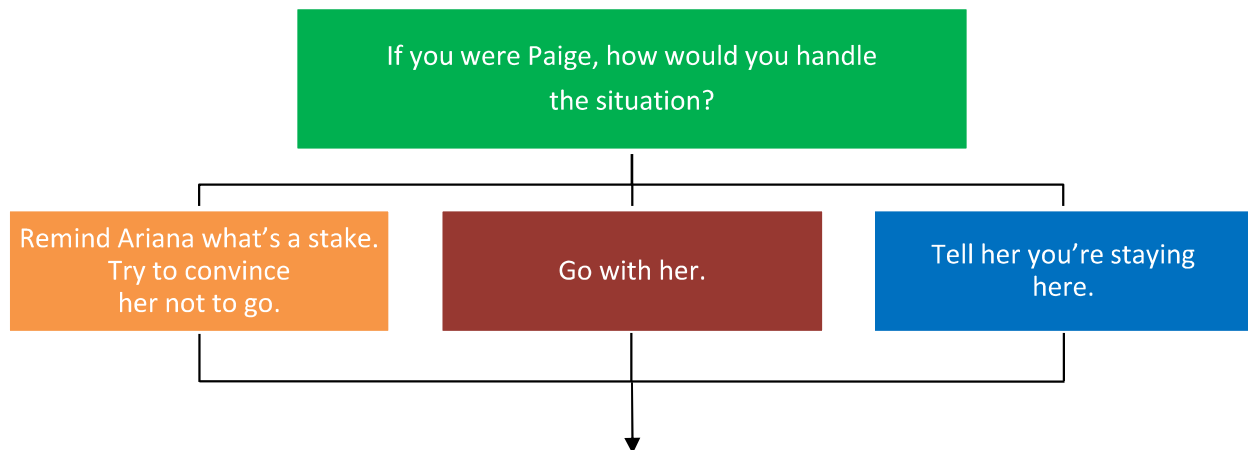 If you were Paige, how would you handle
the situation?
Remind Ariana what’s a stake.
Try to convince
her not to go.
Go with her.
Tell her you’re staying
here.